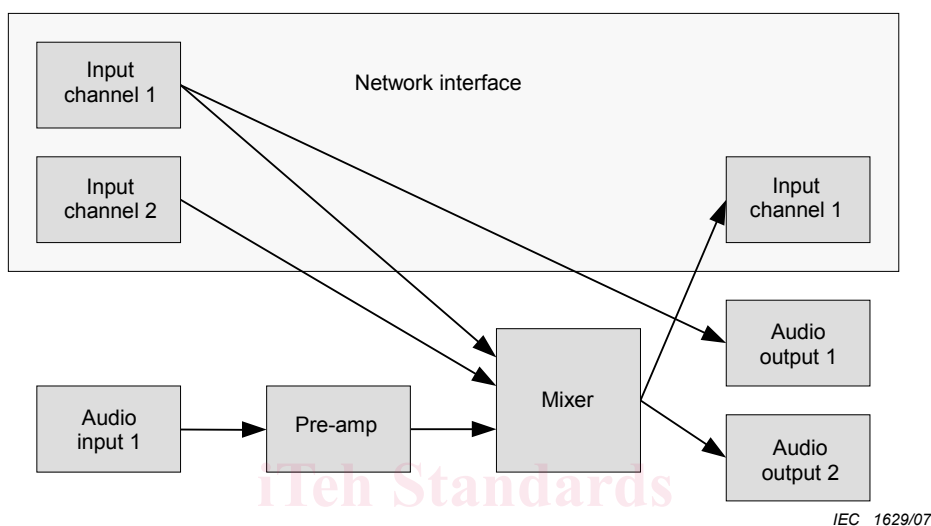 Input
channel 1
Network interface
Input
channel 2
Input
channel 1
Audio
output 1
Mixer
Audio
input 1
Pre-amp
Audio
output 2
iTeh Standards
IEC 1629/07